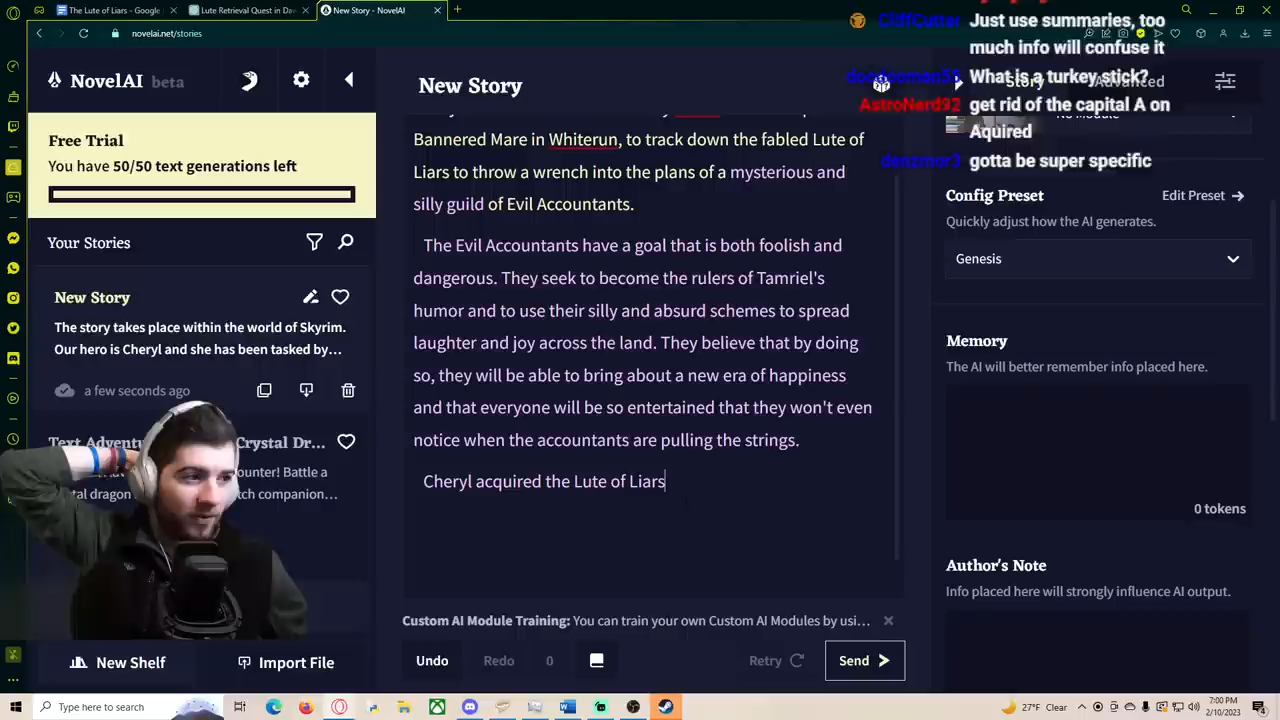 The Lute of Liars - Google
Lute Retrieval Quest in Daw
New Story - NovelAI
novelai.net/stories
CliffCutter Just use summaries, too
much info will confuse it
doodooman55 What is a turkey stick?
AstroNerd92 get rid of the capital A on
Aquired
denzmor3 gotta be super specific
NovelAI beta
New Story
Story
Advanced
Free Trial
You have 50/50 text generations left
Your Stories
New Story
The story takes place within the world of Skyrim.
Our hero is Cheryl and she has been tasked by...
a few seconds ago
Text Adventu
Crystal Dr...
ounter! Battle a
tal dragon
tch companion...
New Shelf
Import File
Bannered Mare in Whiterun, to track down the fabled Lute of
Liars to throw a wrench into the plans of a mysterious and
silly guild of Evil Accountants.
The Evil Accountants have a goal that is both foolish and
dangerous. They seek to become the rulers of Tamriel's
humor and to use their silly and absurd schemes to spread
laughter and joy across the land. They believe that by doing
so, they will be able to bring about a new era of happiness
and that everyone will be so entertained that they won't even
notice when the accountants are pulling the strings.
Cheryl acquired the Lute of Liars
Custom AI Module Training: You can train your own Custom AI Modules by usi...
Undo
Redo
0
Retry
Send
No Module
Config Preset
Edit Preset
Quickly adjust how the AI generates.
Genesis
Memory
The AI will better remember info placed here.
0 tokens
Author's Note
Info placed here will strongly influence AI output.
Type here to search
27°F Clear
7:00 PM
2/10/2023